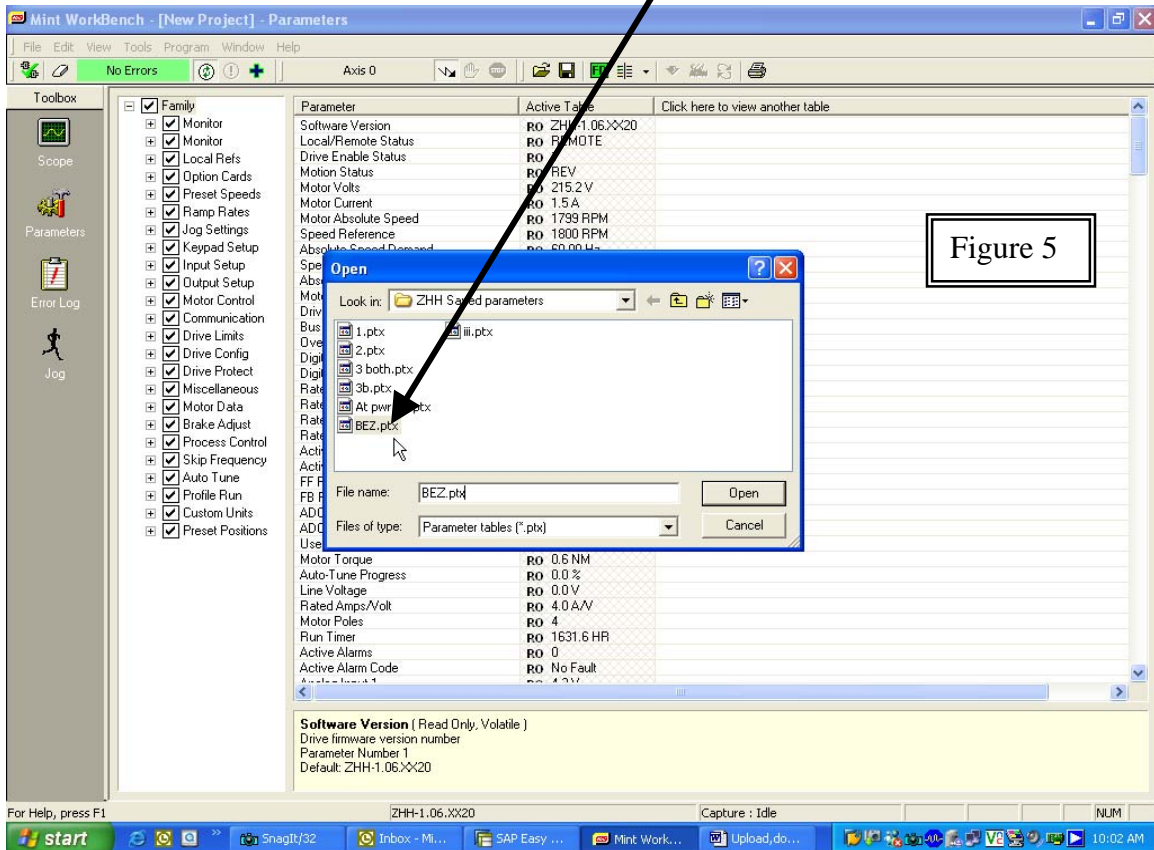 Mint WorkBench - [New Project] - Parameters
File Edit View Tools Program Window Help
No Errors
Axis 0
Toolbox
Scope
Parameters
Error Log
Jog
Family
Monitor
Monitor
Local Refs
Option Cards
Preset Speeds
Ramp Rates
Jog Settings
Keypad Setup
Input Setup
Output Setup
Motor Control
Communication
Drive Limits
Drive Config
Drive Protect
Miscellaneous
Motor Data
Brake Adjust
Process Control
Skip Frequency
Auto Tune
Profile Run
Custom Units
Preset Positions
Parameter Active Table Click here to view another table
Software Version RO ZHH-1.06.XX20
Local/Remote Status RO REMOTE
Drive Enable Status RO
Motion Status RO REV
Motor Volts RO 215.2 V
Motor Current RO 1.5 A
Motor Absolute Speed RO 1799 RPM
Speed Reference RO 1800 RPM
Absolute Speed Demand RO 60.00 Hz
Figure 5
Open
Look in: ZHH Saved parameters
1.ptx iii.ptx
2.ptx
3 both.ptx
3b.ptx
At pwr
BEZ.ptx
File name: BEZ.ptx Open
Files of type: Parameter tables (*.ptx) Cancel
Motor Torque RO 0.6 NM
Auto-Tune Progress RO 0.0 %
Line Voltage RO 0.0 V
Rated Amps/Volt RO 4.0 A/V
Motor Poles RO 4
Run Timer RO 1631.6 HR
Active Alarms RO 0
Active Alarm Code RO No Fault
Software Version ( Read Only, Volatile )
Drive firmware version number
Parameter Number 1
Default: ZHH-1.06.XX20
For Help, press F1 ZHH-1.06.XX20 Capture : Idle NUM
start SnagIt/32 Inbox - Mi... SAP Easy ... Mint Work... Upload,do... 10:02 AM